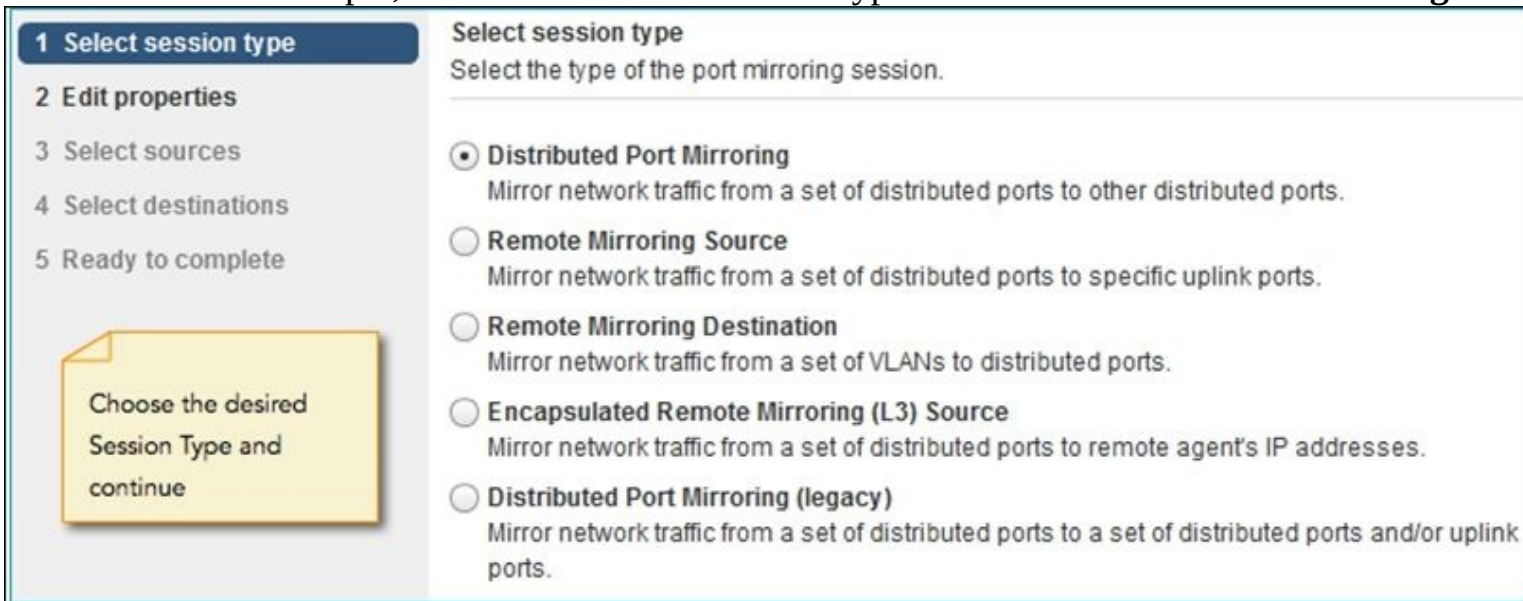 1 Select session type
2 Edit properties
3 Select sources
4 Select destinations
5 Ready to complete
Choose the desired
Session Type and
continue
Select session type
Select the type of the port mirroring session.
Distributed Port Mirroring
Mirror network traffic from a set of distributed ports to other distributed ports.
Remote Mirroring Source
Mirror network traffic from a set of distributed ports to specific uplink ports.
Remote Mirroring Destination
Mirror network traffic from a set of VLANs to distributed ports.
Encapsulated Remote Mirroring (L3) Source
Mirror network traffic from a set of distributed ports to remote agent's IP addresses.
Distributed Port Mirroring (legacy)
Mirror network traffic from a set of distributed ports to a set of distributed ports and/or uplink
ports.